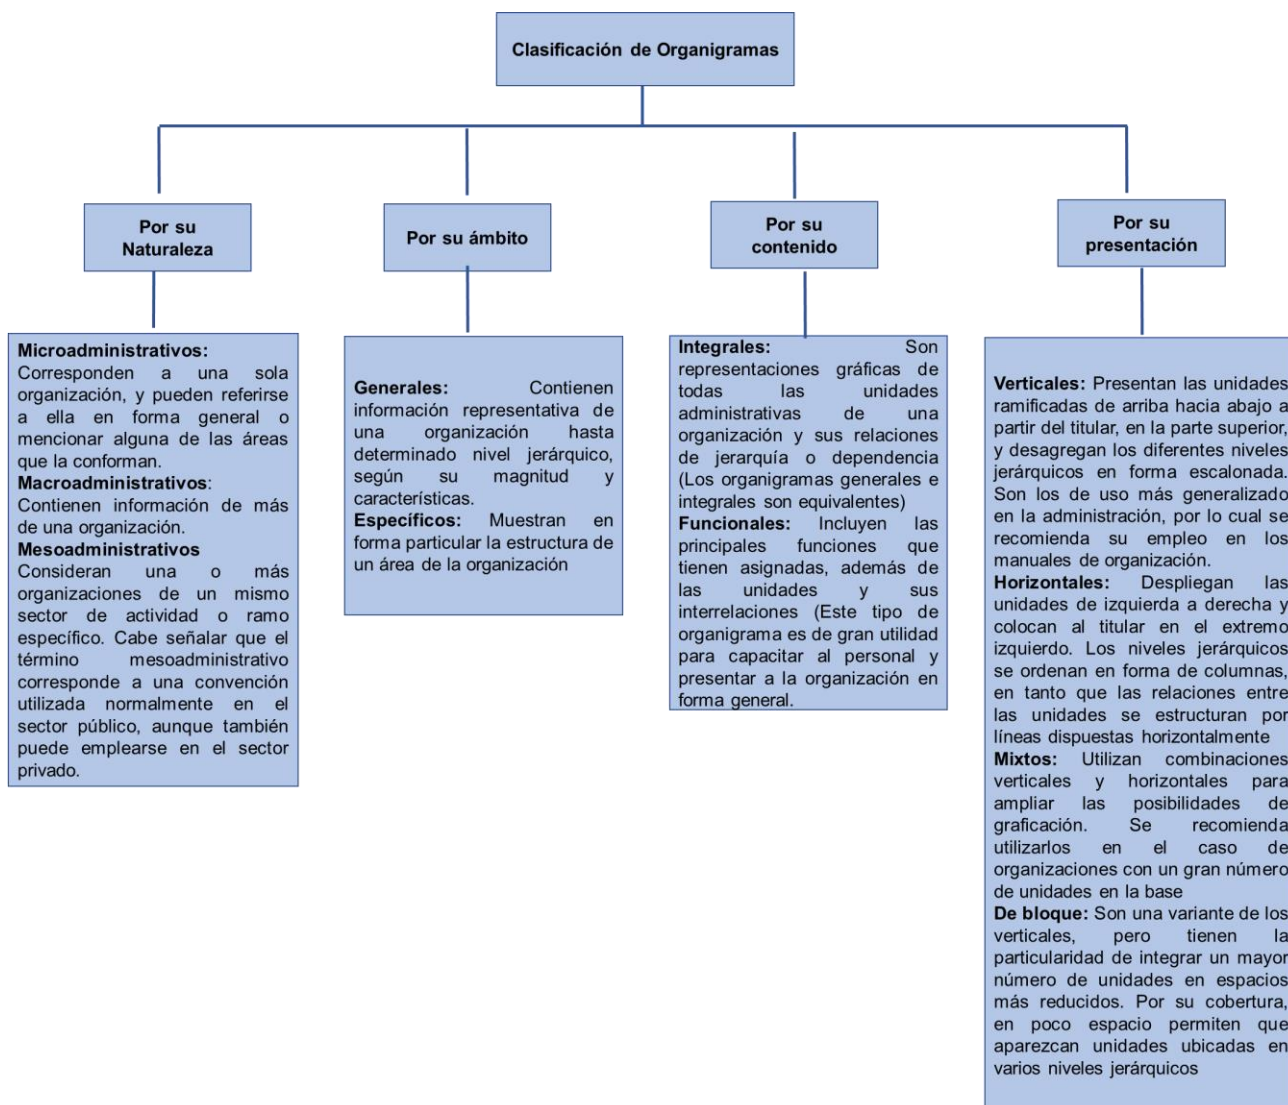 Clasificación de Organigramas
Por su
Naturaleza
Microadministrativos:
Corresponden a una sola
organización, y pueden referirse
a ella en forma general o
mencionar alguna de las áreas
que la conforman.
Macroadministrativos:
Contienen información de más
de una organización.
Mesoadministrativos
Consideran una o más
organizaciones de un mismo
sector de actividad o ramo
específico. Cabe señalar que el
término mesoadministrativo
corresponde a una convención
utilizada normalmente en el
sector público, aunque también
puede emplearse en el sector
privado.
Por su ámbito
Generales: Contienen
información representativa de
una organización hasta
determinado nivel jerárquico,
según su magnitud y
características.
Específicos: Muestran en
forma particular la estructura de
un área de la organización
Por su
contenido
Integrales: Son
representaciones gráficas de
todas las unidades
administrativas de una
organización y sus relaciones
de jerarquía o dependencia
(Los organigramas generales e
integrales son equivalentes)
Funcionales: Incluyen las
principales funciones que
tienen asignadas, además de
las unidades y sus
interrelaciones (Este tipo de
organigrama es de gran utilidad
para capacitar al personal y
presentar a la organización en
forma general.
Por su
presentación
Verticales: Presentan las unidades
ramificadas de arriba hacia abajo a
partir del titular, en la parte superior,
y desagregan los diferentes niveles
jerárquicos en forma escalonada.
Son los de uso más generalizado
en la administración, por lo cual se
recomienda su empleo en los
manuales de organización.
Horizontales: Despliegan las
unidades de izquierda a derecha y
colocan al titular en el extremo
izquierdo. Los niveles jerárquicos
se ordenan en forma de columnas,
en tanto que las relaciones entre
las unidades se estructuran por
líneas dispuestas horizontalmente
Mixtos: Utilizan combinaciones
verticales y horizontales para
ampliar las posibilidades de
graficación. Se recomienda
utilizarlos en el caso de
organizaciones con un gran número
de unidades en la base
De bloque: Son una variante de los
verticales, pero tienen la
particularidad de integrar un mayor
número de unidades en espacios
más reducidos. Por su cobertura,
en poco espacio permiten que
aparezcan unidades ubicadas en
varios niveles jerárquicos